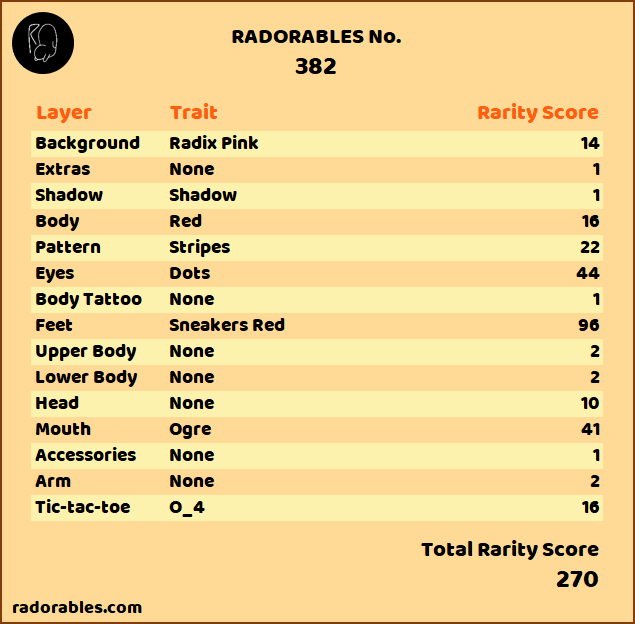 RADORABLES No.
382
Layer Trait Rarity Score
Background Radix Pink 14
Extras None 1
Shadow Shadow 1
Body Red 16
Pattern Stripes 22
Eyes Dots 44
Body Tattoo None 1
Feet Sneakers Red 96
Upper Body None 2
Lower Body None 2
Head None 10
Mouth Ogre 41
Accessories None 1
Arm None 2
Tic-tac-toe O_4 16
Total Rarity Score
270
radorables.com